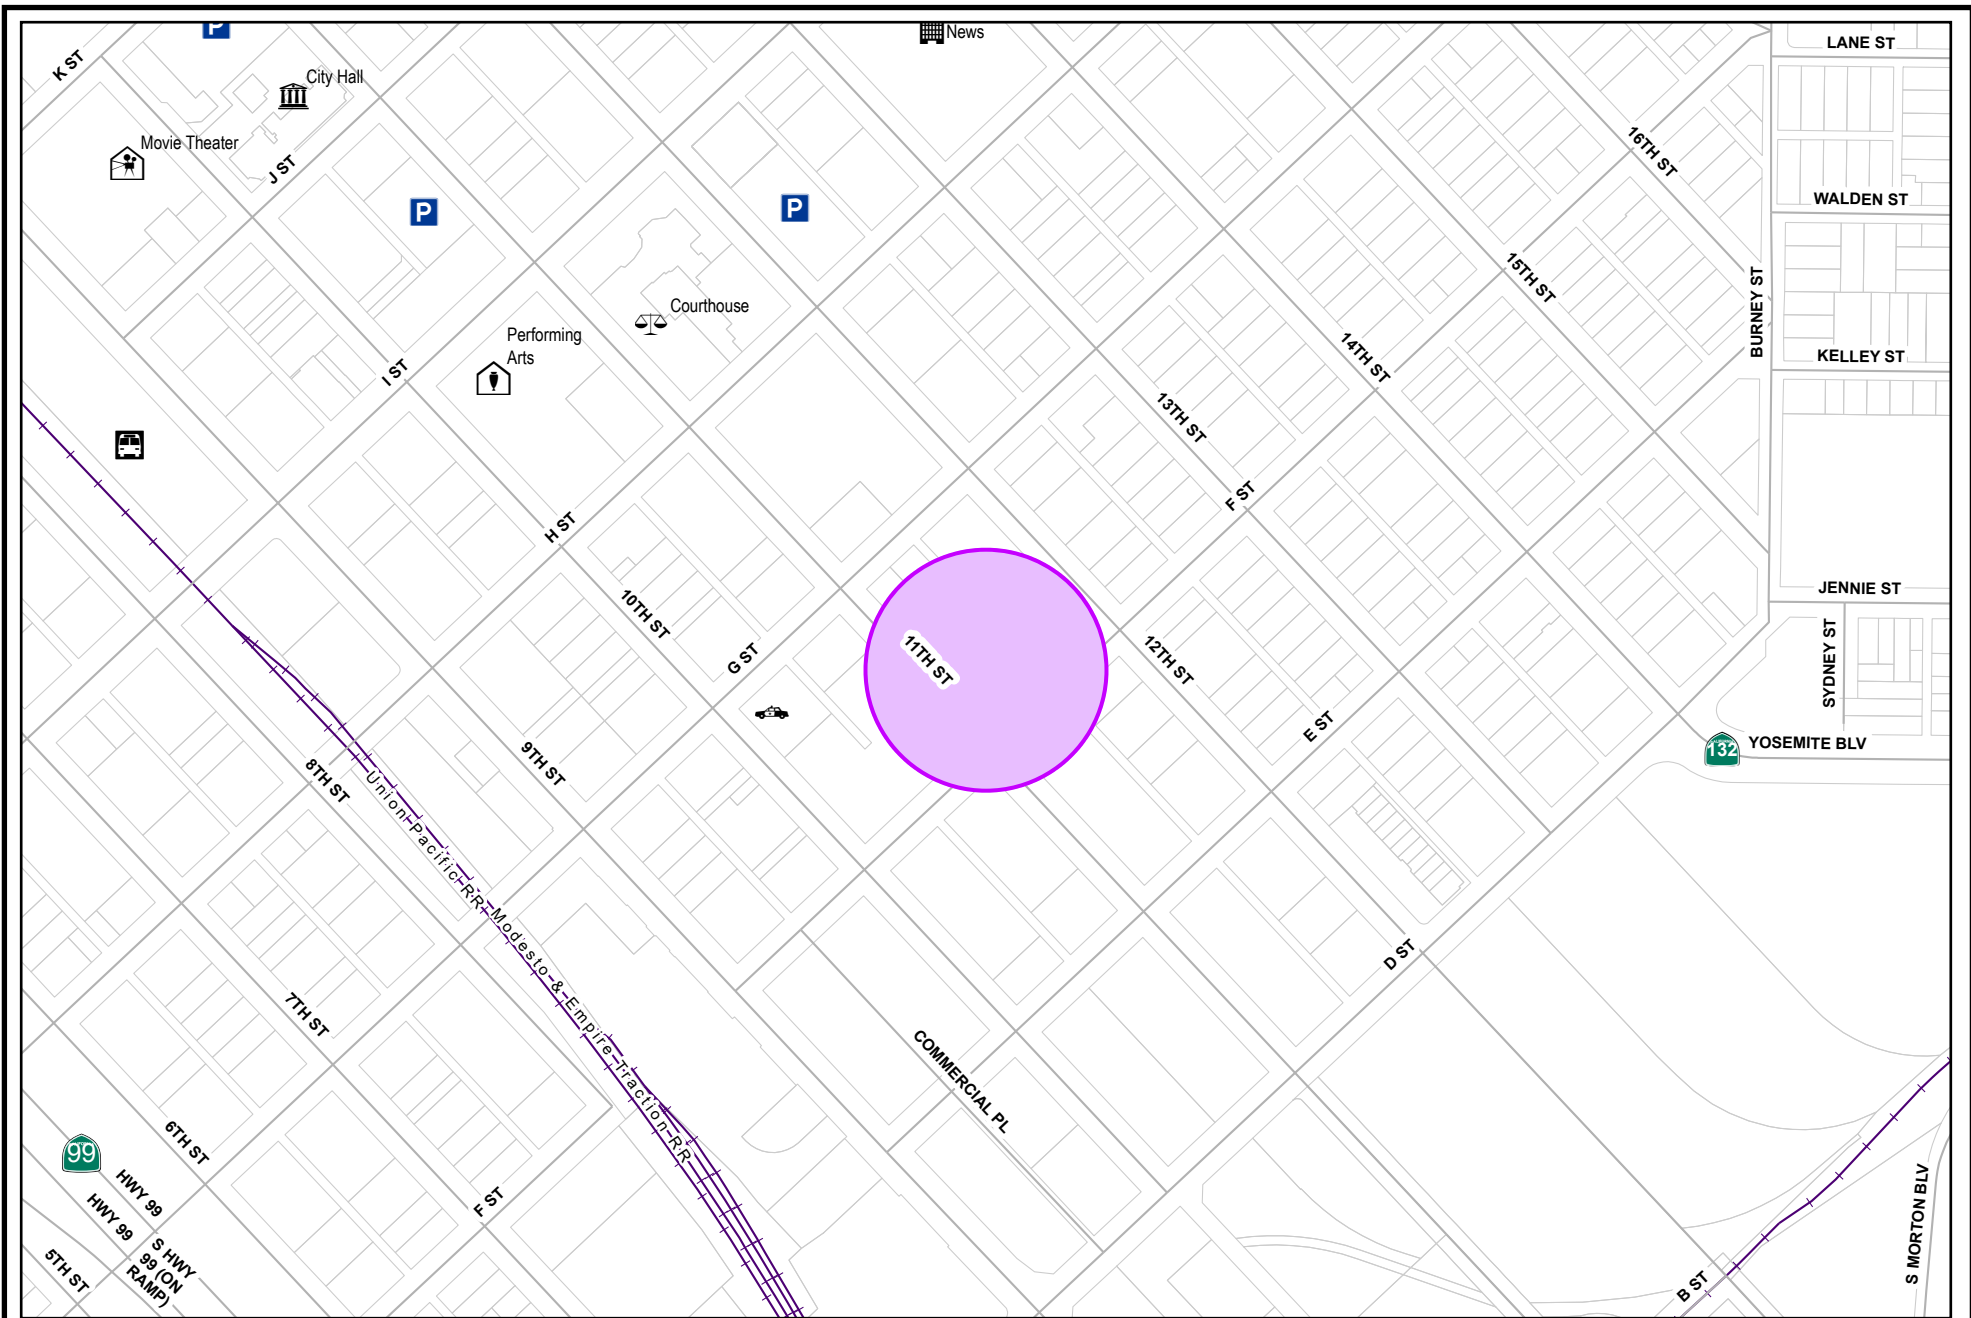 P
News
LANE ST
K ST
City Hall
Movie Theater
16TH ST
J ST
WALDEN ST
P
P
15TH ST
BURNEY ST
Courthouse
Performing
Arts
14TH ST
KELLEY ST
I ST
13TH ST
F ST
H ST
10TH ST
JENNIE ST
G ST
11TH ST
12TH ST
SYDNEY ST
E ST
132
YOSEMITE BLV
9TH ST
8TH ST
Union Pacific RR
Modesto & Empire Traction RR
D ST
7TH ST
COMMERCIAL PL
6TH ST
99
HWY 99
HWY 99
F ST
S HWY
99 (ON
RAMP)
5TH ST
S MORTON BLV
B ST